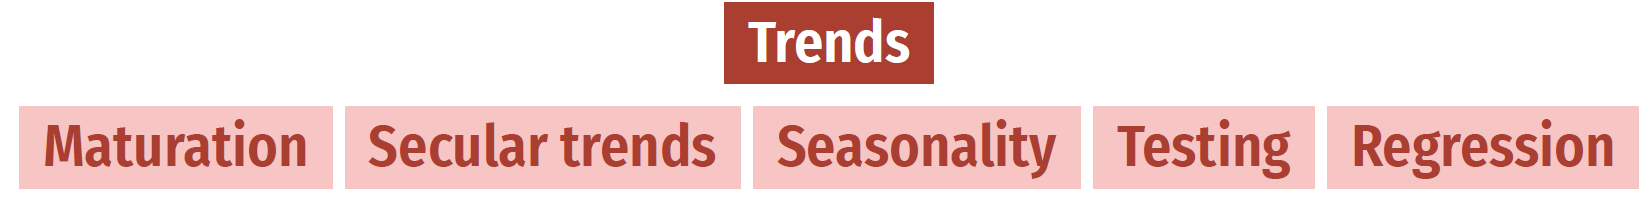 Trends
Maturation Secular trends Seasonality Testing Regression